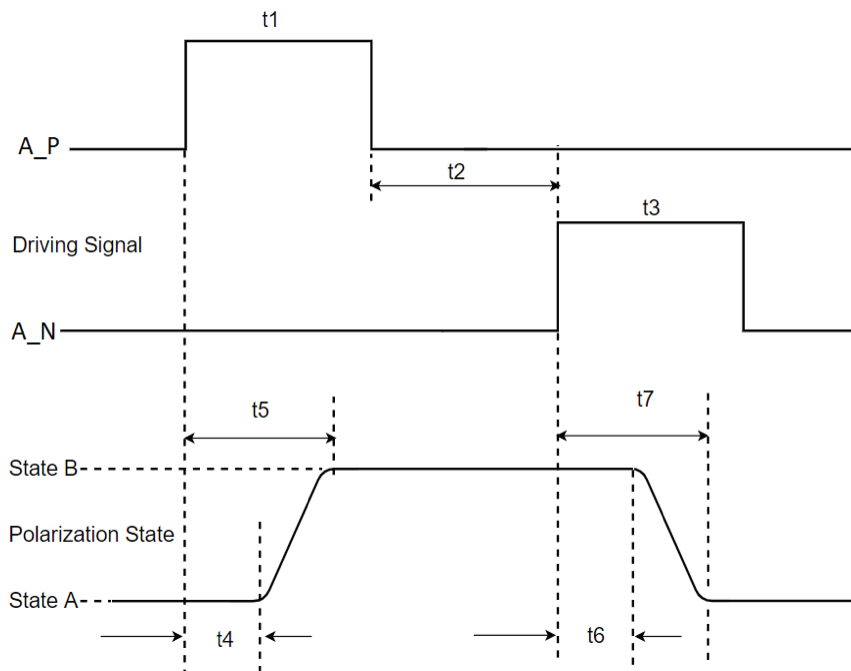 t1
A_P
t2
t3
Driving Signal
A_N
t5
t7
State B
Polarization State
State A
t4
t6